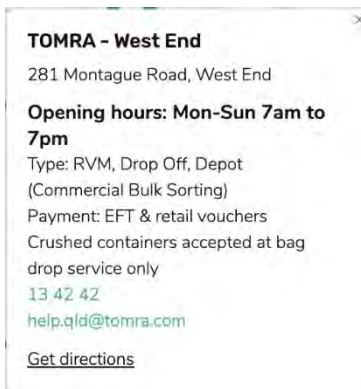 TOMRA - West End
281 Montague Road, West End
Opening hours: Mon-Sun 7am to
7pm
Type: RVM, Drop Off, Depot
(Commercial Bulk Sorting)
Payment: EFT & retail vouchers
Crushed containers accepted at bag
drop service only
13 42 42
help.qld@tomra.com
Get directions